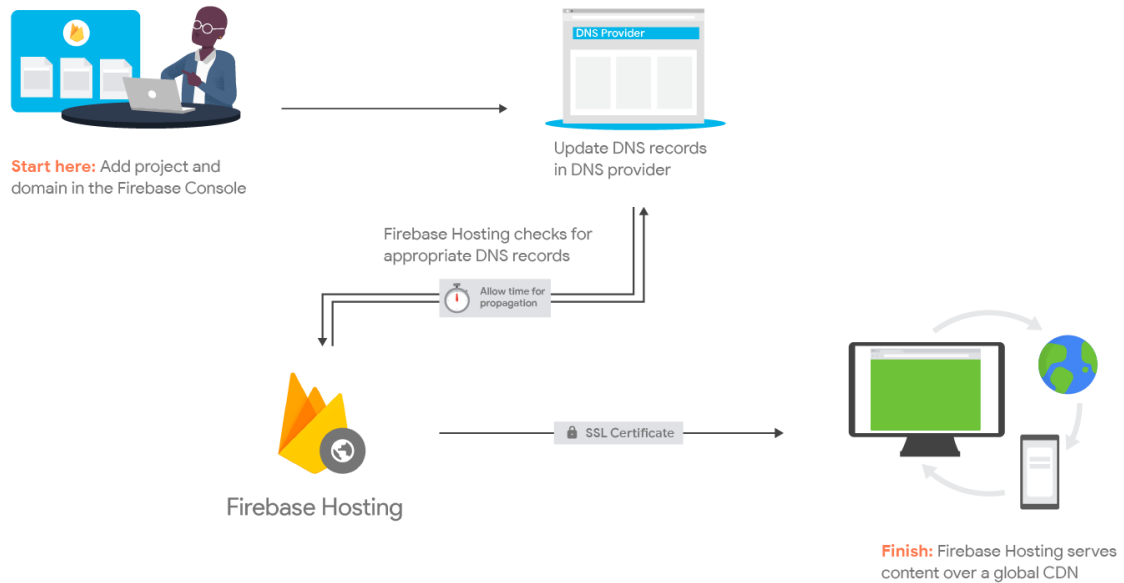 DNS Provider
Start here: Add project and
domain in the Firebase Console
Update DNS records
in DNS provider
Firebase Hosting checks for
appropriate DNS records
Allow time for
propagation
SSL Certificate
Firebase Hosting
Finish: Firebase Hosting serves
content over a global CDN